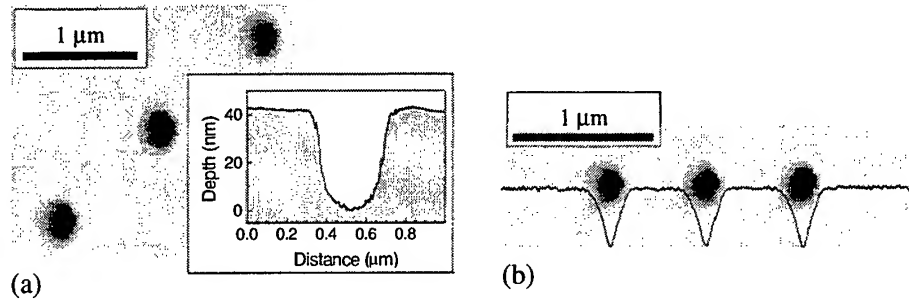 1 μm
40
20
0
Depth (nm)
0.0 0.2 0.4 0.6 0.8
Distance (μm)
(a)
1 μm
(b)